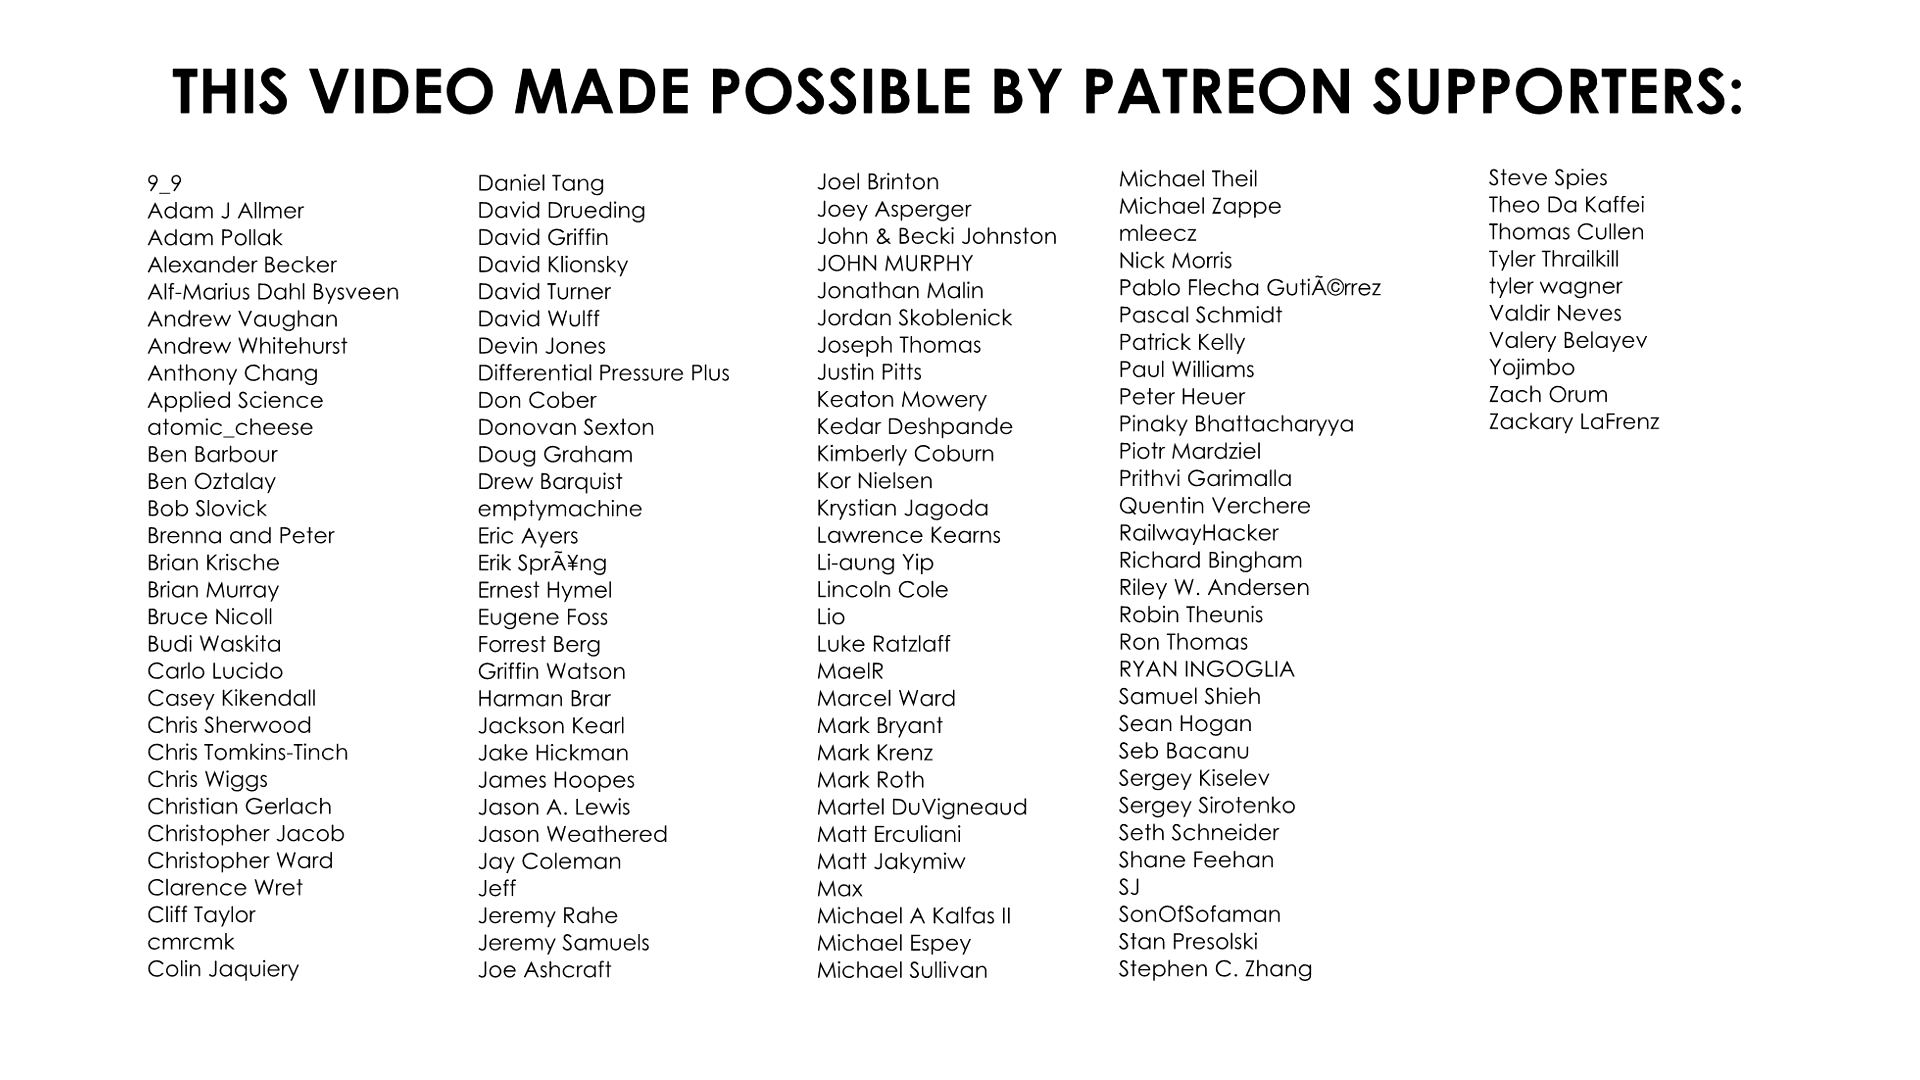 THIS VIDEO MADE POSSIBLE BY PATREON SUPPORTERS:
9_9
Adam J Allmer
Adam Pollak
Alexander Becker
Alf-Marius Dahl Bysveen
Andrew Vaughan
Andrew Whitehurst
Anthony Chang
Applied Science
atomic_cheese
Ben Barbour
Ben Oztalay
Bob Slovick
Brenna and Peter
Brian Krische
Brian Murray
Bruce Nicoll
Budi Waskita
Carlo Lucido
Casey Kikendall
Chris Sherwood
Chris Tomkins-Tinch
Chris Wiggs
Christian Gerlach
Christopher Jacob
Christopher Ward
Clarence Wret
Cliff Taylor
cmrcmk
Colin Jaquiery
Daniel Tang
David Drueding
David Griffin
David Klionsky
David Turner
David Wulff
Devin Jones
Differential Pressure Plus
Don Cober
Donovan Sexton
Doug Graham
Drew Barquist
emptymachine
Eric Ayers
Erik SprÃ¥ng
Ernest Hymel
Eugene Foss
Forrest Berg
Griffin Watson
Harman Brar
Jackson Kearl
Jake Hickman
James Hoopes
Jason A. Lewis
Jason Weathered
Jay Coleman
Jeff
Jeremy Rahe
Jeremy Samuels
Joe Ashcraft
Joel Brinton
Joey Asperger
John & Becki Johnston
JOHN MURPHY
Jonathan Malin
Jordan Skoblenick
Joseph Thomas
Justin Pitts
Keaton Mowery
Kedar Deshpande
Kimberly Coburn
Kor Nielsen
Krystian Jagoda
Lawrence Kearns
Li-aung Yip
Lincoln Cole
Lio
Luke Ratzlaff
MaelR
Marcel Ward
Mark Bryant
Mark Krenz
Mark Roth
Martel DuVigneaud
Matt Erculiani
Matt Jakymiw
Max
Michael A Kalfas II
Michael Espey
Michael Sullivan
Michael Theil
Michael Zappe
mleecz
Nick Morris
Pablo Flecha GutiÃ©rrez
Pascal Schmidt
Patrick Kelly
Paul Williams
Peter Heuer
Pinaky Bhattacharyya
Piotr Mardziel
Prithvi Garimalla
Quentin Verchere
RailwayHacker
Richard Bingham
Riley W. Andersen
Robin Theunis
Ron Thomas
RYAN INGOGLIA
Samuel Shieh
Sean Hogan
Seb Bacanu
Sergey Kiselev
Sergey Sirotenko
Seth Schneider
Shane Feehan
SJ
SonOfSofaman
Stan Presolski
Stephen C. Zhang
Steve Spies
Theo Da Kaffei
Thomas Cullen
Tyler Thrailkill
tyler wagner
Valdir Neves
Valery Belayev
Yojimbo
Zach Orum
Zackary LaFrenz